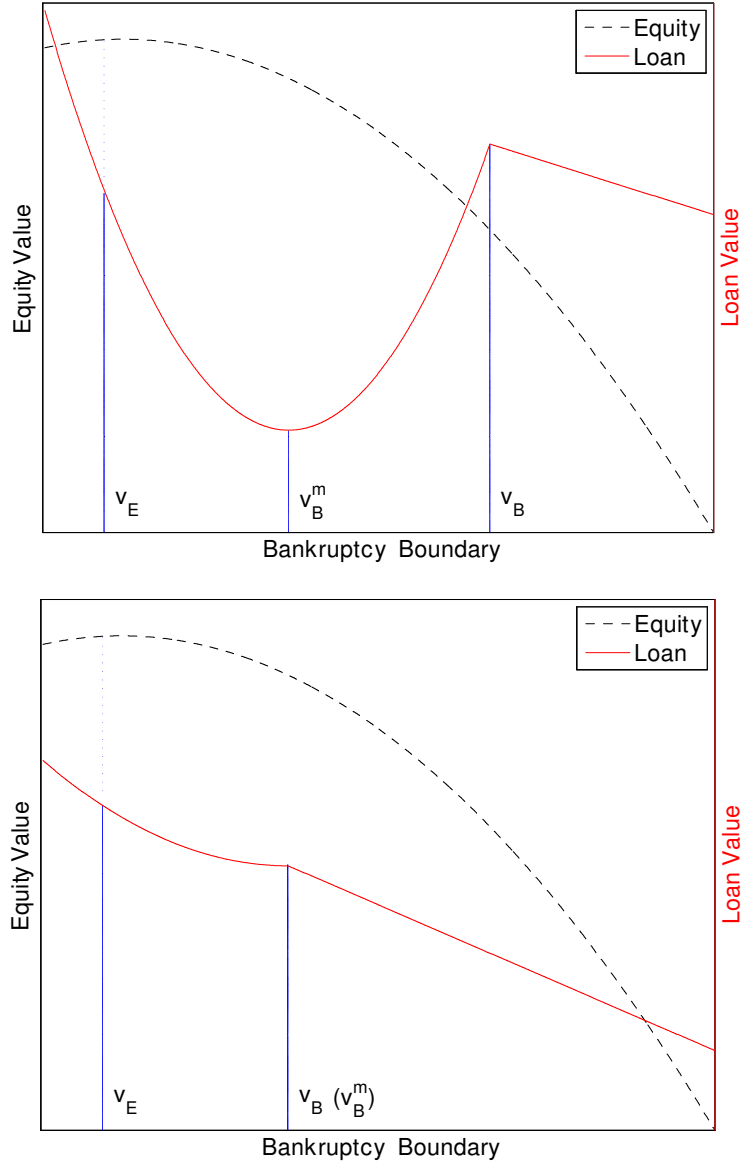 Equity
Loan
Equity Value
Loan Value
v_E
v_B^m
v_B
Bankruptcy Boundary
Equity
Loan
Equity Value
Loan Value
v_E
v_B (v_B^m)
Bankruptcy Boundary